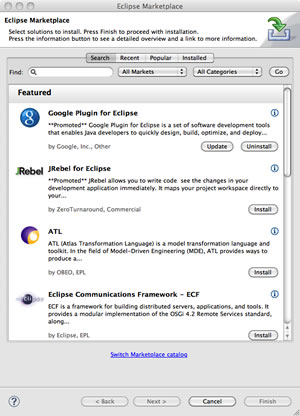 Eclipse Marketplace
Eclipse Marketplace
Select solutions to install. Press Finish to proceed with installation.
Press the information button to see a detailed overview and a link to more information.
Search Recent Popular Installed
Find: All Markets All Categories Go
Featured
Google Plugin for Eclipse
**Promoted** Google Plugin for Eclipse is a set of software development tools
that enables Java developers to quickly design, build, optimize, and deploy...
by Google, Inc., Other Update Uninstall
JRebel
JRebel for Eclipse
**Promoted** JRebel allows you to write code see the changes in your
development application immediately. It maps your project workspace directly to
your...
by ZeroTurnaround, Commercial Install
ATL
ATL (Atlas Transformation Language) is a model transformation language and
toolkit. In the field of Model-Driven Engineering (MDE), ATL provides ways to
produce a...
by OBEO, EPL Install
eclipse
Eclipse Communications Framework - ECF
ECF is a framework for building distributed servers, applications, and tools. It
provides a modular implementation of the OSGi 4.2 Remote Services standard,
along...
by Eclipse, EPL Install
Switch Marketplace catalog
? < Back Next > Cancel Finish